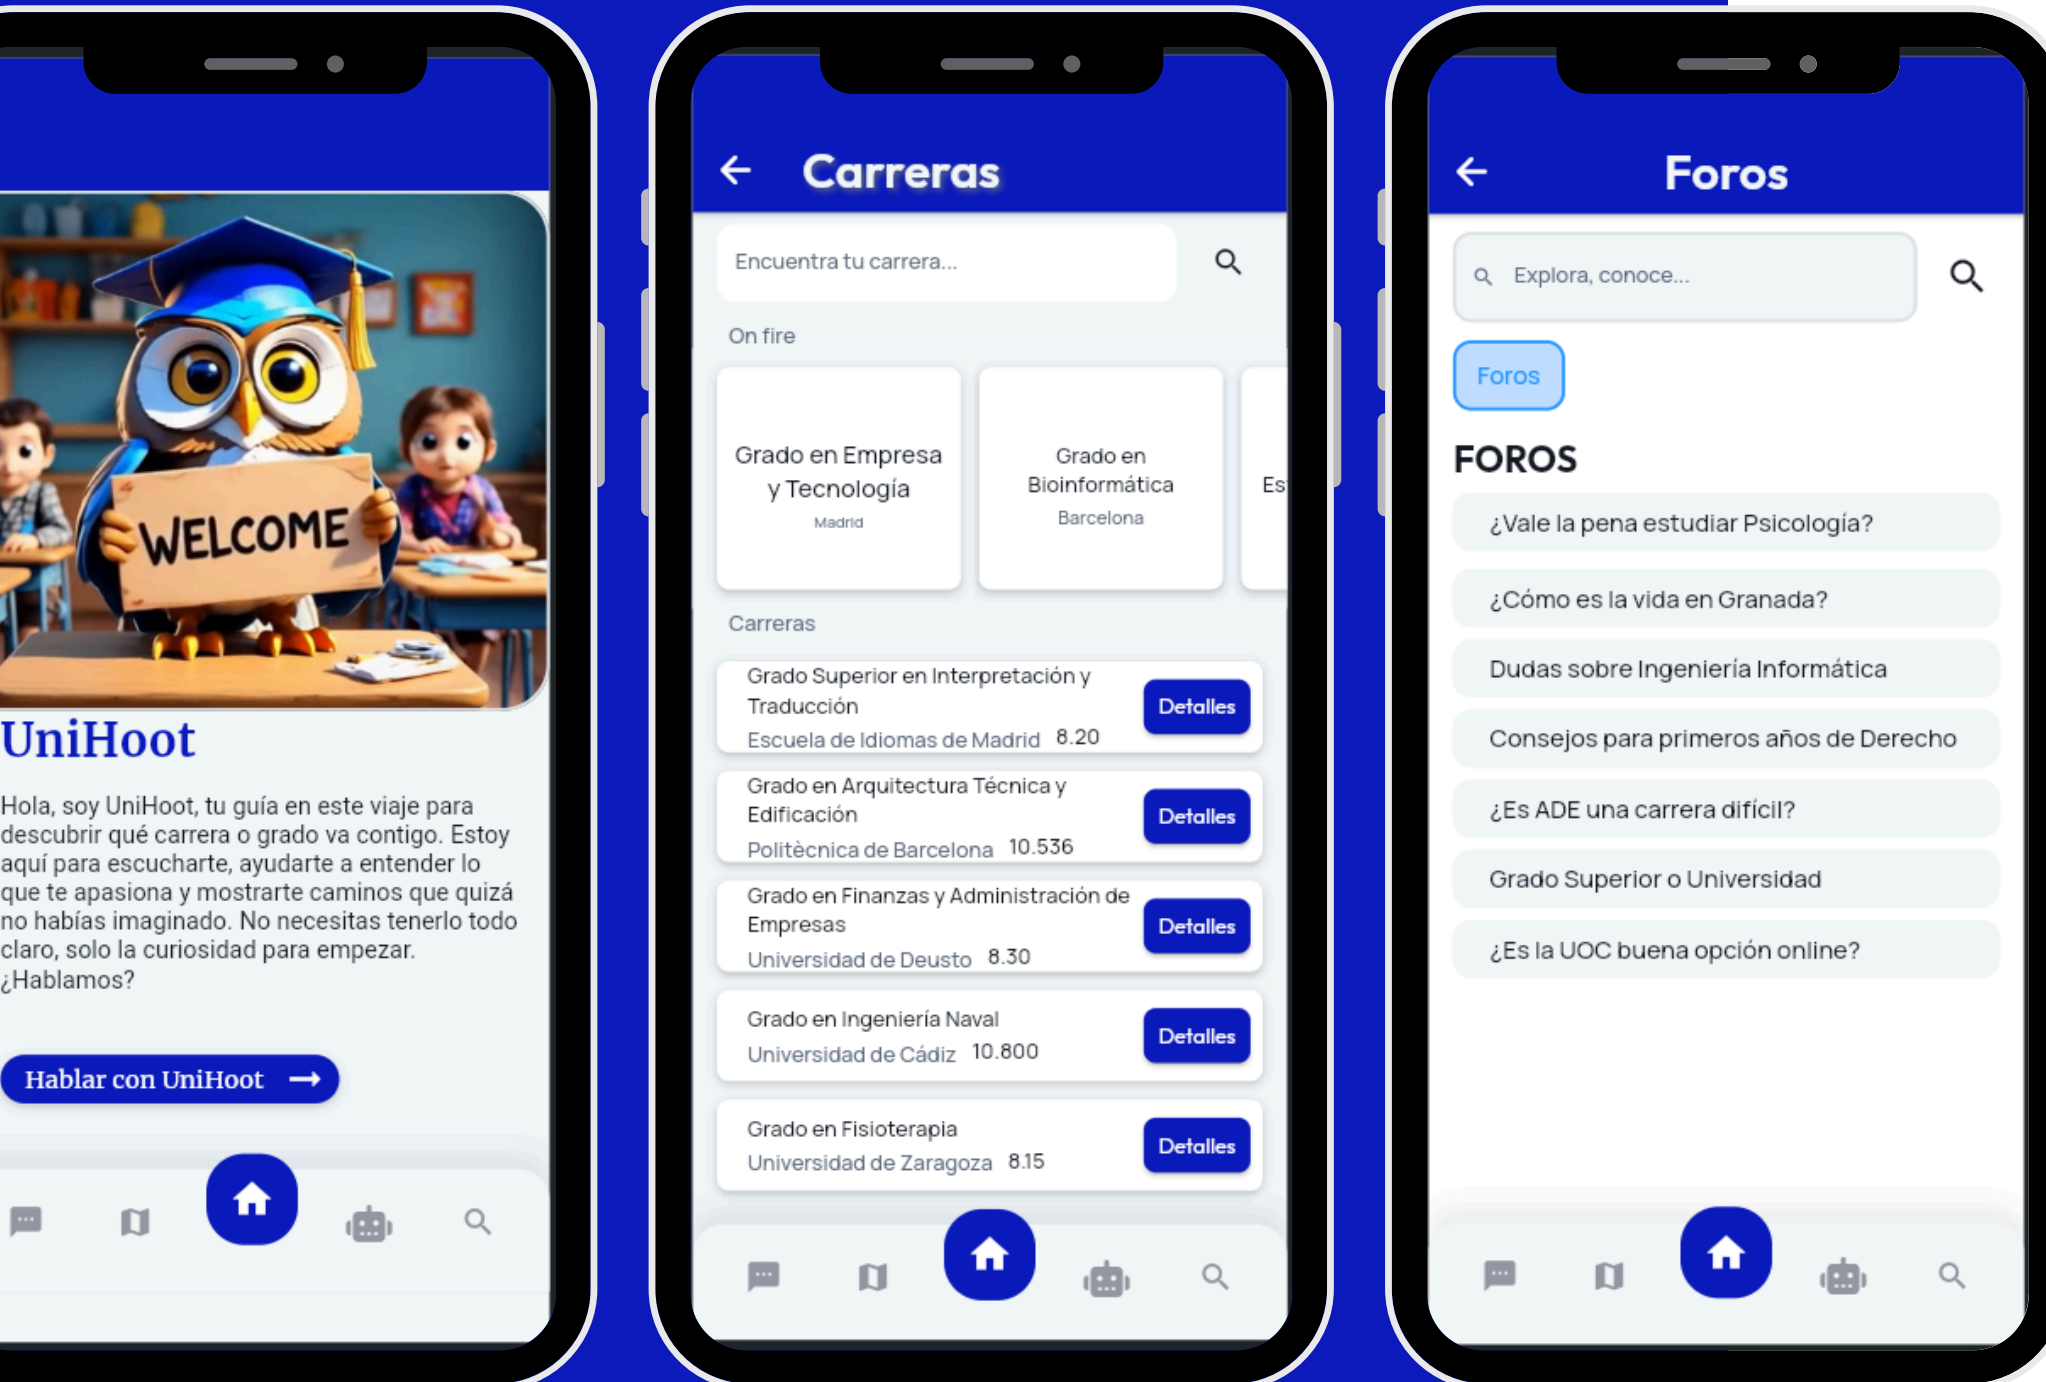 WELCOME
UniHoot
Hola, soy UniHoot, tu guía en este viaje para
descubrir qué carrera o grado va contigo. Estoy
aquí para escucharte, ayudarte a entender lo
que te apasiona y mostrarte caminos que quizá
no habías imaginado. No necesitas tenerlo todo
claro, solo la curiosidad para empezar.
¿Hablamos?
Hablar con UniHoot
Carreras
Encuentra tu carrera...
On fire
Grado en Empresa
y Tecnología
Madrid
Grado en
Bioinformática
Barcelona
Carreras
Grado Superior en Interpretación y
Traducción
Escuela de Idiomas de Madrid 8.20
Detalles
Grado en Arquitectura Técnica y
Edificación
Politècnica de Barcelona 10.536
Detalles
Grado en Finanzas y Administración de
Empresas
Universidad de Deusto 8.30
Detalles
Grado en Ingeniería Naval
Universidad de Cádiz 10.800
Detalles
Grado en Fisioterapia
Universidad de Zaragoza 8.15
Detalles
Foros
Explora, conoce...
Foros
FOROS
¿Vale la pena estudiar Psicología?
¿Cómo es la vida en Granada?
Dudas sobre Ingeniería Informática
Consejos para primeros años de Derecho
¿Es ADE una carrera difícil?
Grado Superior o Universidad
¿Es la UOC buena opción online?